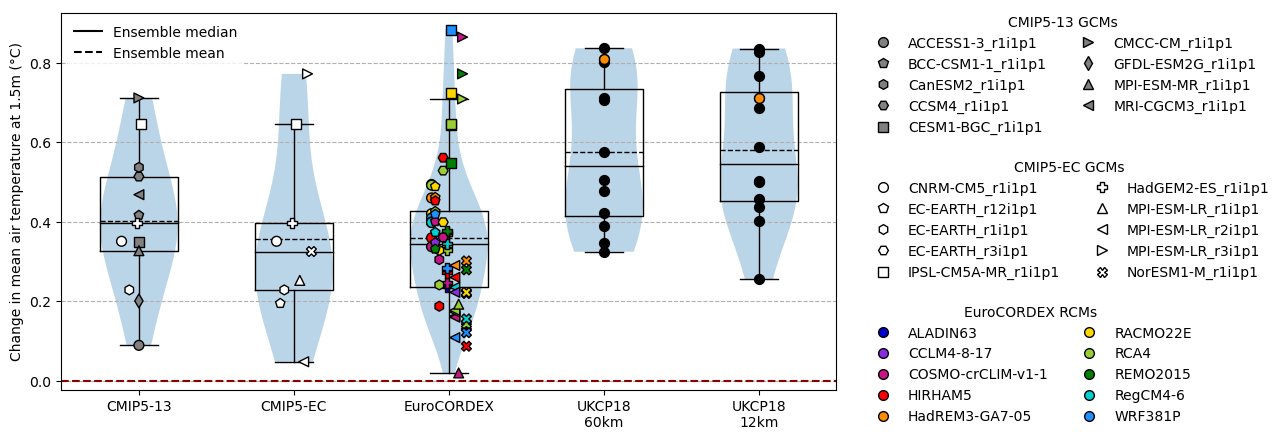 Change in mean air temperature at 1.5m (°C)
Ensemble median
Ensemble mean
0.8
0.6
0.4
0.2
0.0
CMIP5-13
CMIP5-EC
EuroCORDEX
UKCP18
60km
UKCP18
12km
CMIP5-13 GCMs
ACCESS1-3_r1i1p1
BCC-CSM1-1_r1i1p1
CanESM2_r1i1p1
CCSM4_r1i1p1
CESM1-BGC_r1i1p1
CMCC-CM_r1i1p1
GFDL-ESM2G_r1i1p1
MPI-ESM-MR_r1i1p1
MRI-CGCM3_r1i1p1
CMIP5-EC GCMs
CNRM-CM5_r1i1p1
EC-EARTH_r12i1p1
EC-EARTH_r1i1p1
EC-EARTH_r3i1p1
IPSL-CM5A-MR_r1i1p1
HadGEM2-ES_r1i1p1
MPI-ESM-LR_r1i1p1
MPI-ESM-LR_r2i1p1
MPI-ESM-LR_r3i1p1
NorESM1-M_r1i1p1
EuroCORDEX RCMs
ALADIN63
CCLM4-8-17
COSMO-crCLIM-v1-1
HIRHAM5
HadREM3-GA7-05
RACMO22E
RCA4
REMO2015
RegCM4-6
WRF381P